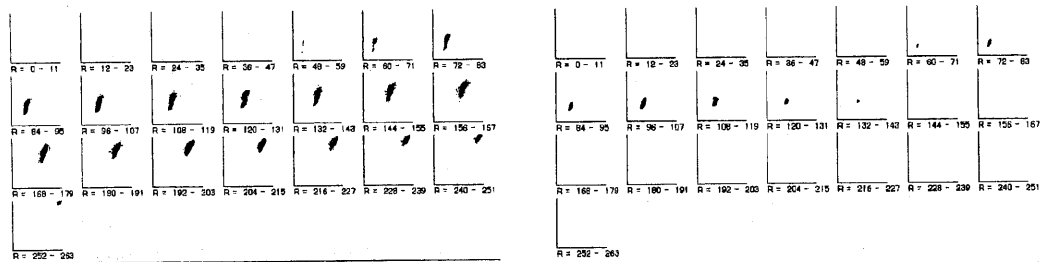 R = 0 - 11 R = 12 - 23 R = 24 - 35 R = 36 - 47 R = 48 - 59 R = 60 - 71 R = 72 - 83
R = 84 - 95 R = 96 - 107 R = 108 - 119 R = 120 - 131 R = 132 - 143 R = 144 - 155 R = 156 - 167
R = 168 - 179 R = 180 - 191 R = 192 - 203 R = 204 - 215 R = 216 - 227 R = 228 - 239 R = 240 - 251
R = 252 - 263
R = 0 - 11 R = 12 - 23 R = 24 - 35 R = 36 - 47 R = 48 - 59 R = 60 - 71 R = 72 - 83
R = 84 - 95 R = 96 - 107 R = 108 - 119 R = 120 - 131 R = 132 - 143 R = 144 - 155 R = 156 - 167
R = 168 - 179 R = 180 - 191 R = 192 - 203 R = 204 - 215 R = 216 - 227 R = 228 - 239 R = 240 - 251
R = 252 - 263